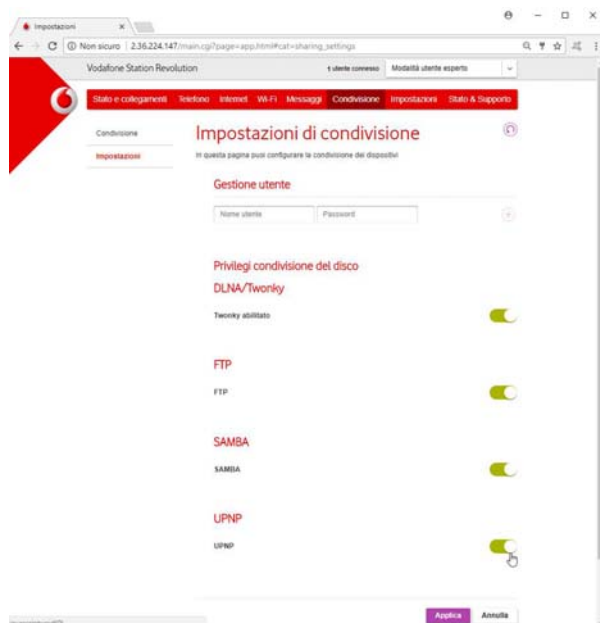 Impostazioni
Non sicuro | 2.36.224.147/main.cgi?page=app.html#cat=sharing_settings
Vodafone Station Revolution
1 utente connesso
Modalità utente esperto
Stato e collegamenti Telefono Internet Wi-Fi Messaggi Condivisione Impostazioni Stato & Supporto
Condivisione
Impostazioni
Impostazioni di condivisione
In questa pagina puoi configurare la condivisione dei dispositivi
Gestione utente
Nome utente Password
Privilegi condivisione del disco
DLNA/Twonky
Twonky abilitato
FTP
FTP
SAMBA
SAMBA
UPNP
UPNP
Applica Annulla